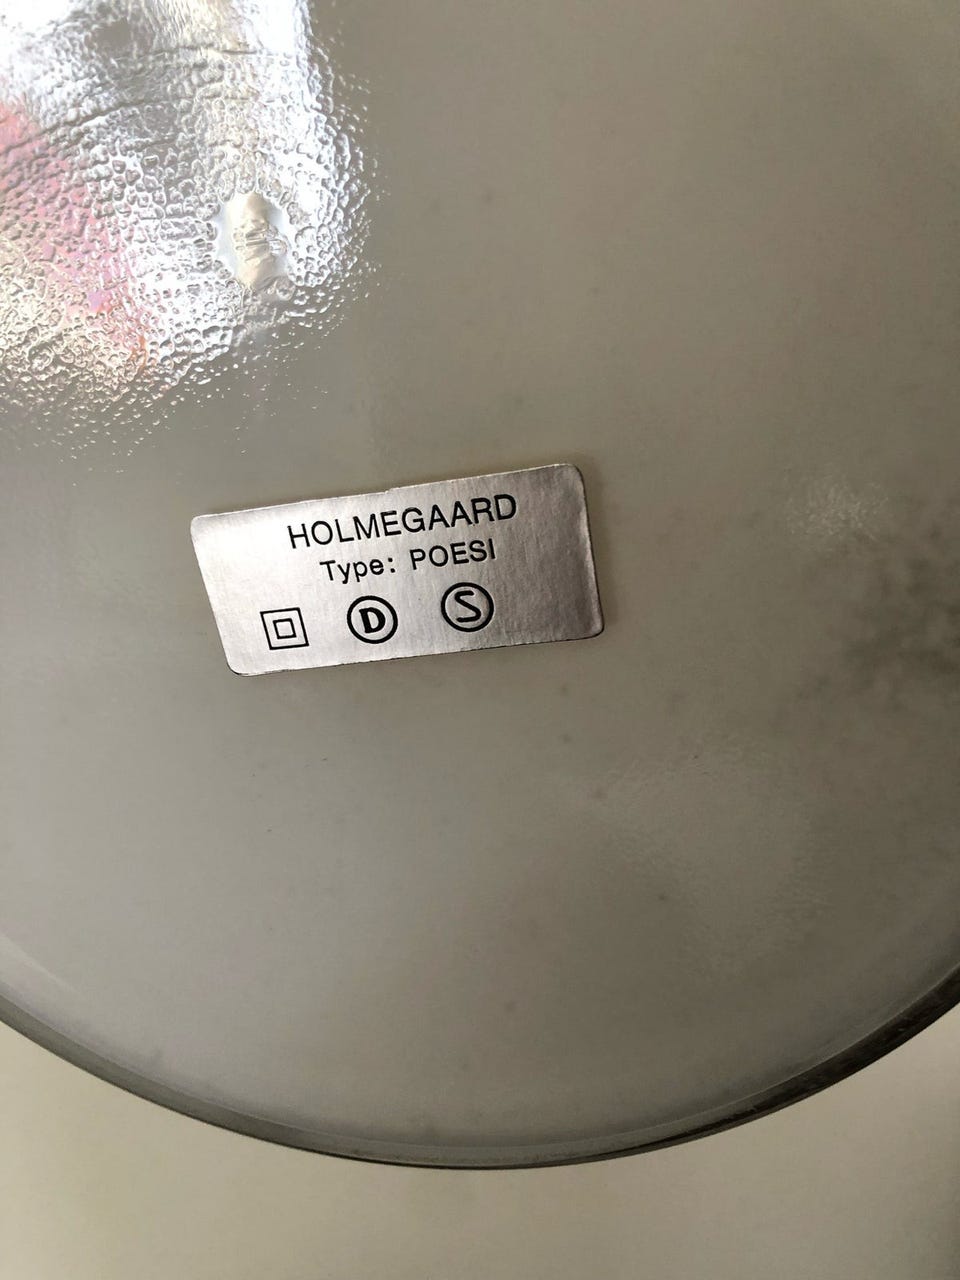 HOLMEGAARD
Type: POESI
D S